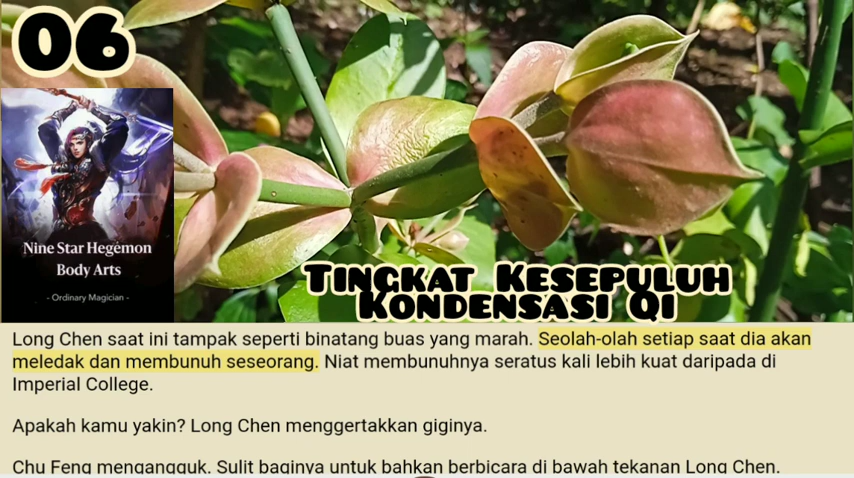 06
Nine Star Hegemon
Body Arts
- Ordinary Magician -
Tingkat Kesepuluh
Kondensasi Qi
Long Chen saat ini tampak seperti binatang buas yang marah. Seolah-olah setiap saat dia akan
meledak dan membunuh seseorang. Niat membunuhnya seratus kali lebih kuat daripada di
Imperial College.
Apakah kamu yakin? Long Chen menggertakkan giginya.
Chu Feng mengangguk. Sulit baginya untuk bahkan berbicara di bawah tekanan Long Chen.